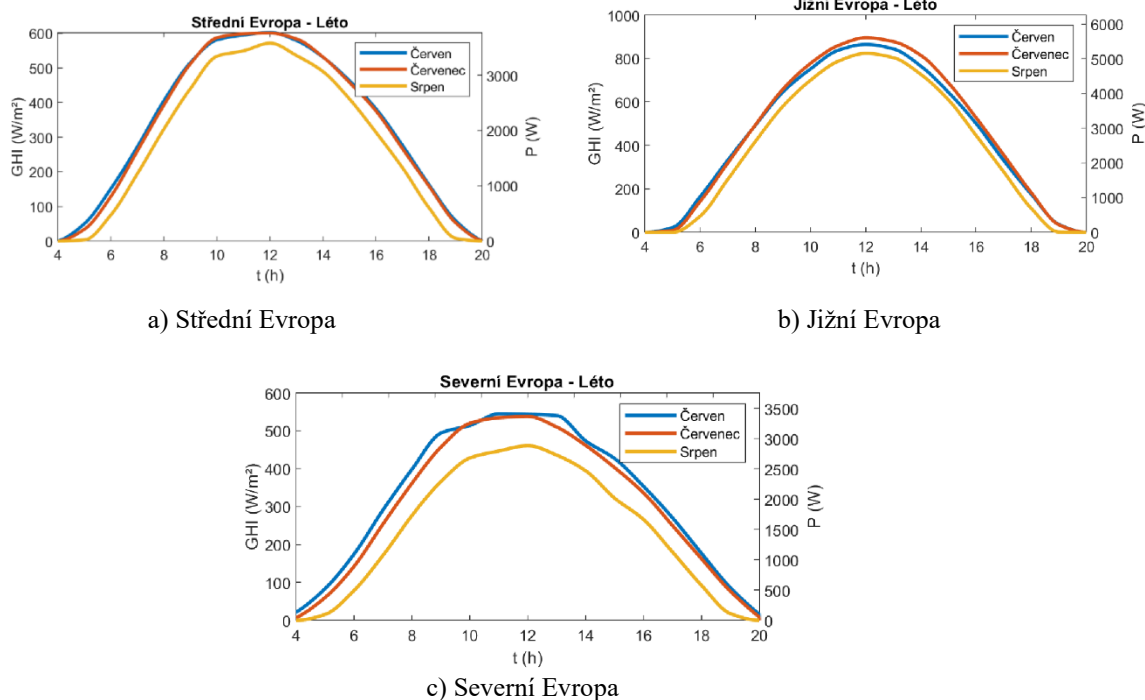 Střední Evropa - Léto
600
500
400
300
200
100
0
GHI (W/m²)
3000
2000
1000
0
P (W)
4 6 8 10 12 14 16 18 20
t (h)
Červen
Červenec
Srpen
a) Střední Evropa
Jižní Evropa - Léto
1000
800
600
400
200
0
GHI (W/m²)
6000
5000
4000
3000
2000
1000
0
P (W)
4 6 8 10 12 14 16 18 20
t (h)
Červen
Červenec
Srpen
b) Jižní Evropa
Severní Evropa - Léto
600
500
400
300
200
100
0
GHI (W/m²)
3500
3000
2500
2000
1500
1000
500
0
P (W)
4 6 8 10 12 14 16 18 20
t (h)
Červen
Červenec
Srpen
c) Severní Evropa